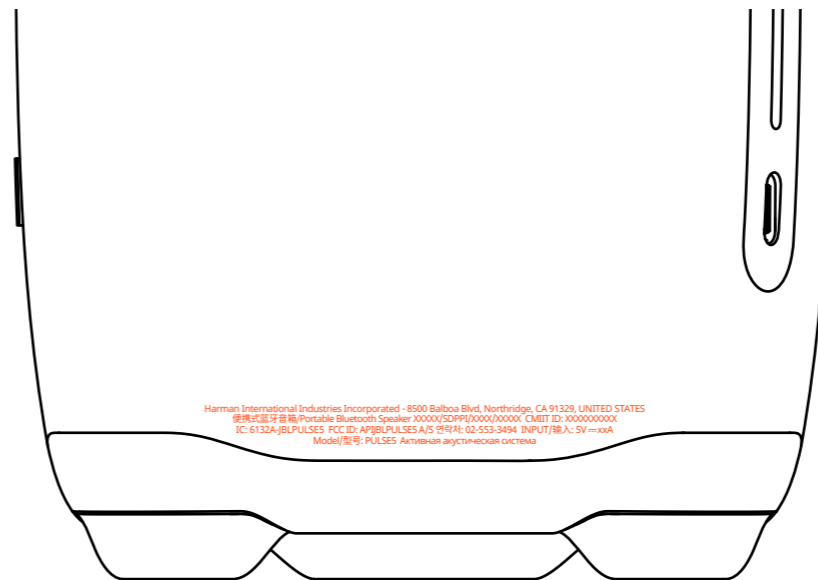 Harman International Industries Incorporated - 8500 Balboa Blvd, Northridge, CA 91329, UNITED STATES
便携式蓝牙音箱/Portable Bluetooth Speaker XXXXX/SDPPI/XXXX/XXXXX CMIIT ID: XXXXXXXXXX
IC: 6132A-JBLPULSE5 FCC ID: APIJBLPULSE5 A/S 연락처: 02-553-3494 INPUT/输入: 5V ⎓ xxA
Model/型号: PULSE5 Активная акустическая система